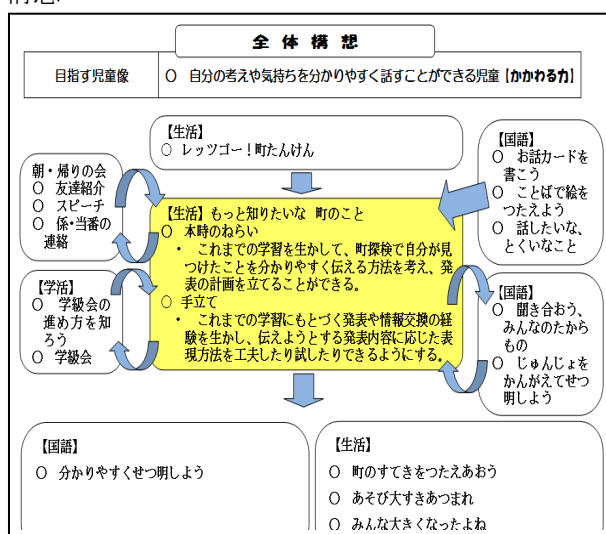 全体構想
目指す児童像
○ 自分の考えや気持ちを分かりやすく話すことができる児童【かかわる力】
【生活】
○ レッツゴー！町たんけん
朝・帰りの会
○ 友達紹介
○ スピーチ
○ 係・当番の
連絡
【国語】
○ お話カードを
書こう
○ ことばで絵を
つたえよう
○ 話したいな、
とくいなこと
【生活】もっと知りたいな 町のこと
○ 本時のねらい
・ これまでの学習を生かして、町探検で自分が見
つけたことを分かりやすく伝える方法を考え、発
表の計画を立てることができる。
○ 手立て
・ これまでの学習にもとづく発表や情報交換の経
験を生かし、伝えようとする発表内容に応じた表
現方法を工夫したり試したりできるようにする。
【学活】
○ 学級会の
進め方を知
ろう
○ 学級会
【国語】
○ 聞き合おう、
みんなのたから
もの
○ じゅんじょを
かんがえてせつ
明しよう
【国語】
○ 分かりやすくせつ明しよう
【生活】
○ 町のすてきをつたえあおう
○ あそび大すきあつまれ
○ みんな大きくなったよね